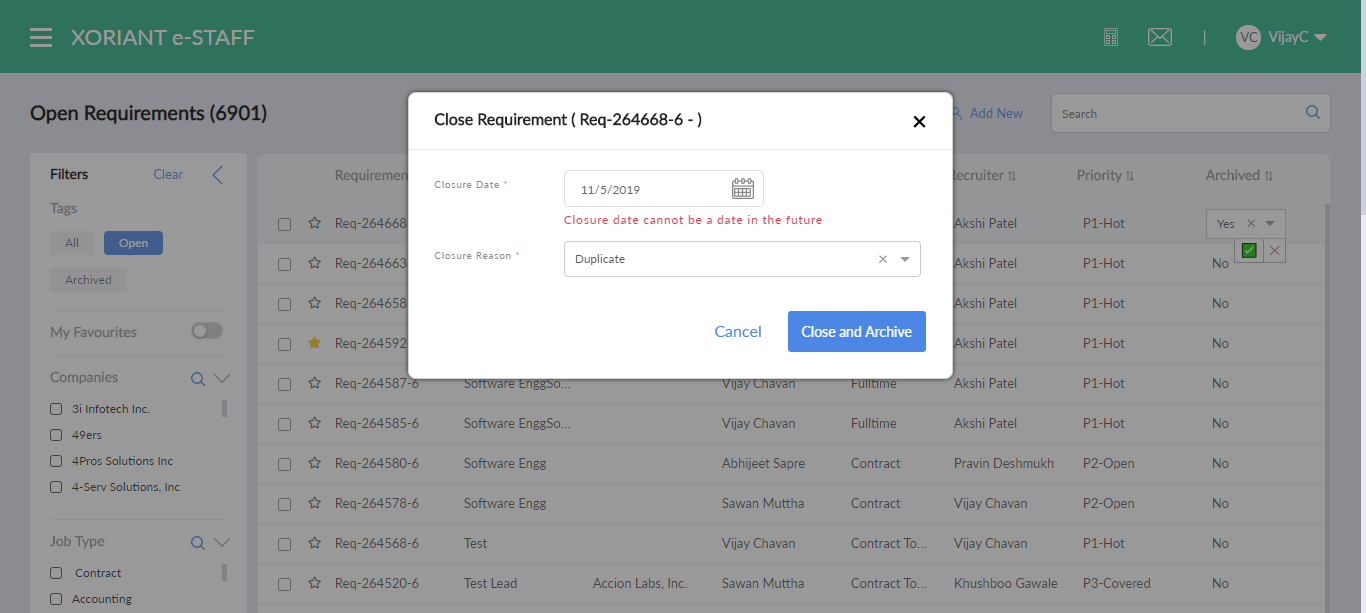 XORIANT e-STAFF
|
VC VijayC
Open Requirements (6901)
Add New
Search
Close Requirement ( Req-264668-6 - )
Closure Date *
11/5/2019
Closure date cannot be a date in the future
Closure Reason *
Duplicate
Cancel
Close and Archive
Filters
Clear
Tags
All
Open
Archived
My Favourites
Companies
3i Infotech Inc.
49ers
4Pros Solutions Inc
4-Serv Solutions, Inc
Job Type
Contract
Accounting
Requiremen Recruiter Priority Archived
Req-264668 Akshi Patel P1-Hot Yes
Req-264663 Akshi Patel P1-Hot No
Req-264658 Akshi Patel P1-Hot No
Req-264592 Akshi Patel P1-Hot No
Req-264587-6 Software EnggSo... Vijay Chavan Fulltime Akshi Patel P1-Hot No
Req-264585-6 Software EnggSo... Vijay Chavan Fulltime Akshi Patel P1-Hot No
Req-264580-6 Software Engg Abhijeet Sapre Contract Pravin Deshmukh P2-Open No
Req-264578-6 Software Engg Sawan Muttha Contract Vijay Chavan P2-Open No
Req-264568-6 Test Vijay Chavan Contract To... Vijay Chavan P1-Hot No
Req-264520-6 Test Lead Accion Labs, Inc. Sawan Muttha Contract To... Khushboo Gawale P3-Covered No